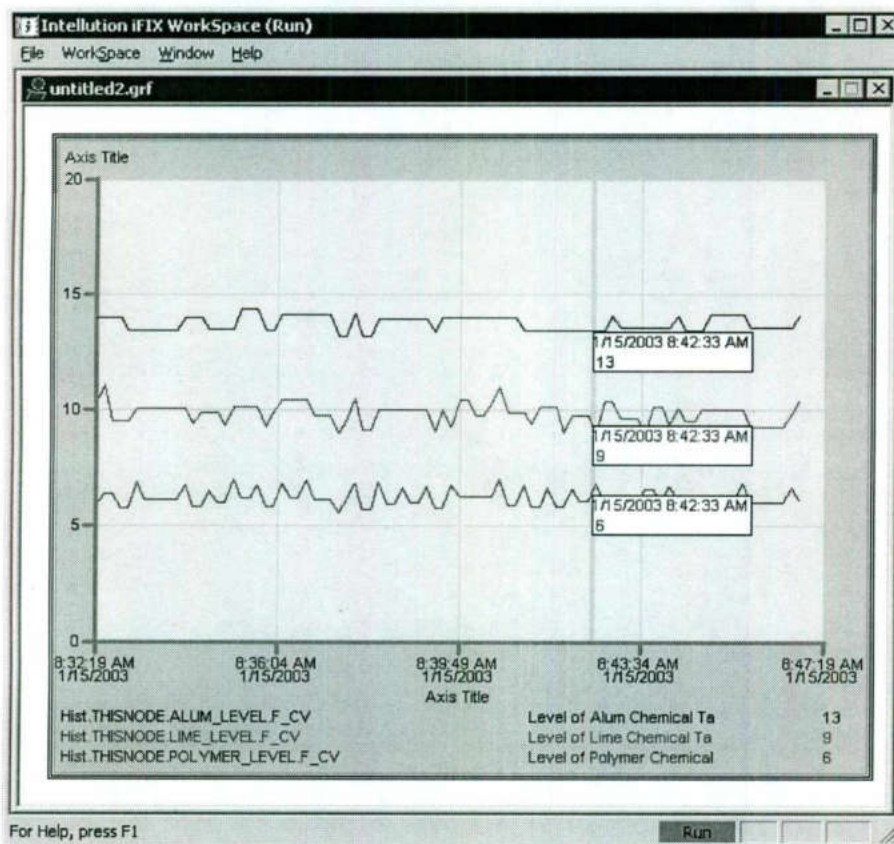 Intellution iFIX WorkSpace (Run)
File WorkSpace Window Help
untitled2.grf
Axis Title
20
15
1/15/2003 8:42:33 AM
13
10
1/15/2003 8:42:33 AM
9
1/15/2003 8:42:33 AM
6
5
0
8:32:19 AM 8:36:04 AM 8:39:49 AM 8:43:34 AM 8:47:19 AM
1/15/2003 1/15/2003 1/15/2003 1/15/2003 1/15/2003
Axis Title
Hist.THISNODE.ALUM_LEVEL.F_CV Level of Alum Chemical Ta 13
Hist.THISNODE.LIME_LEVEL.F_CV Level of Lime Chemical Ta 9
Hist.THISNODE.POLYMER_LEVEL.F_CV Level of Polymer Chemical 6
For Help, press F1 Run